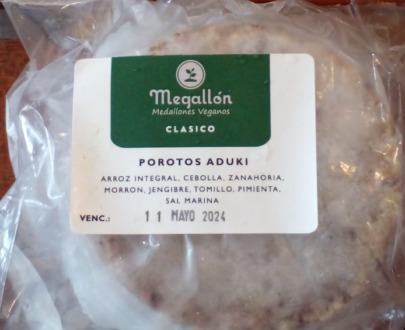 Megallón
Medallones Veganos
CLASICO
POROTOS ADUKI
ARROZ INTEGRAL, CEBOLLA, ZANAHORIA,
MORRON, JENGIBRE, TOMILLO, PIMIENTA,
SAL MARINA
VENC.: 11 MAYO 2024